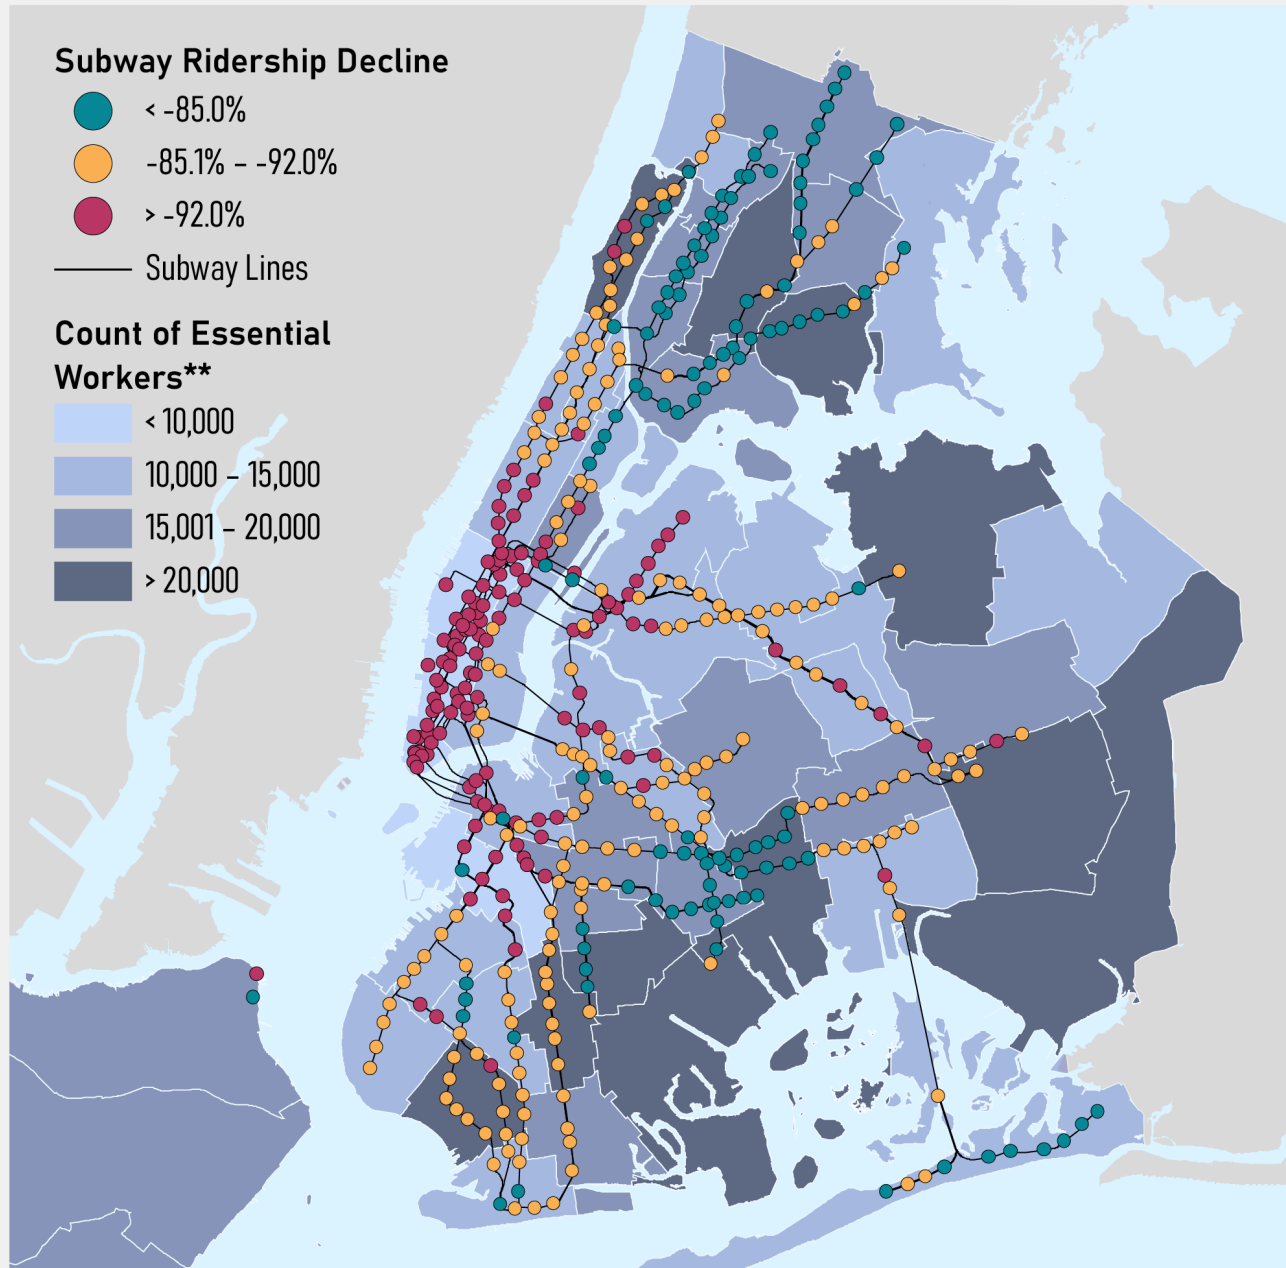 Subway Ridership Decline
< -85.0%
-85.1% – -92.0%
> -92.0%
Subway Lines
Count of Essential
Workers**
< 10,000
10,000 – 15,000
15,001 – 20,000
> 20,000